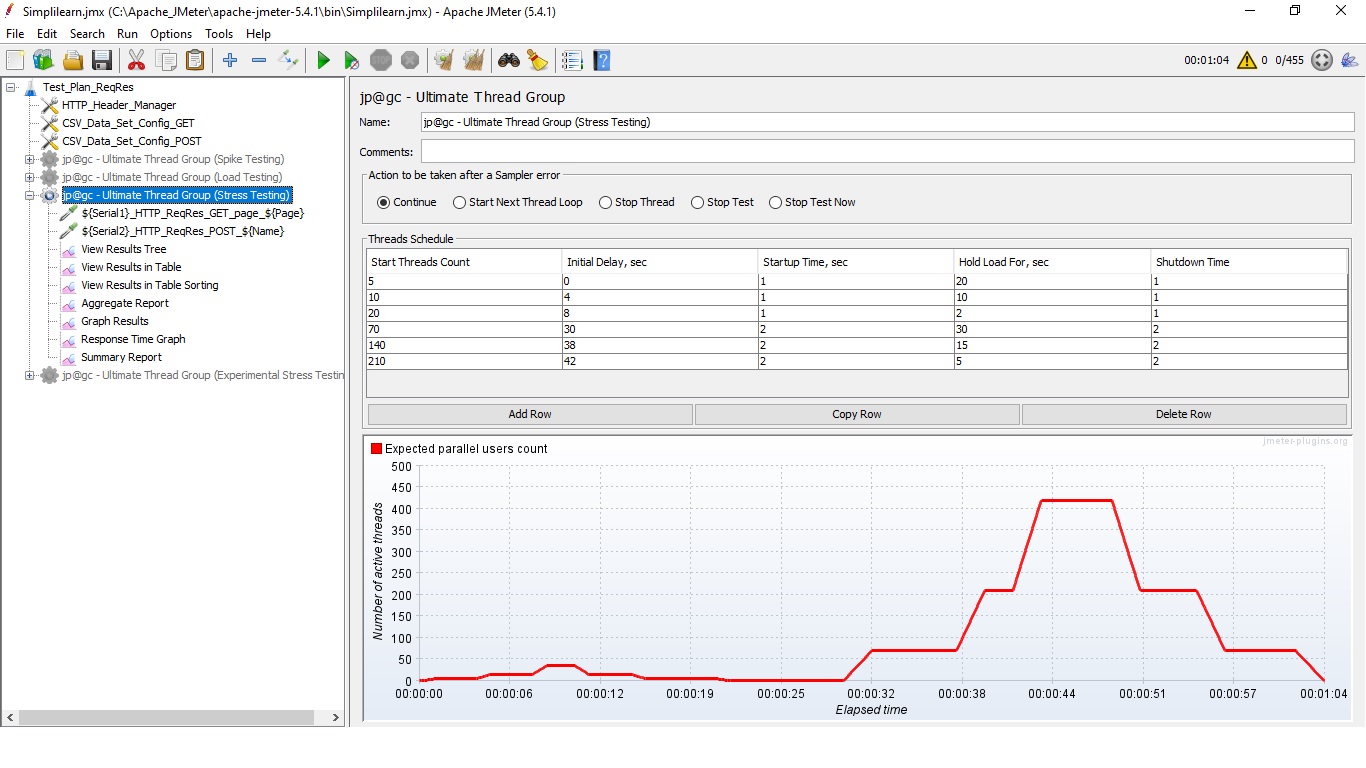 Simplilearn.jmx (C:\Apache_JMeter\apache-jmeter-5.4.1\bin\Simplilearn.jmx) - Apache JMeter (5.4.1)
File Edit Search Run Options Tools Help
STOP 00:01:04 0 0/455
Test_Plan_ReqRes
HTTP_Header_Manager
CSV_Data_Set_Config_GET
CSV_Data_Set_Config_POST
jp@gc - Ultimate Thread Group (Spike Testing)
jp@gc - Ultimate Thread Group (Load Testing)
jp@gc - Ultimate Thread Group (Stress Testing)
${Serial1}_HTTP_ReqRes_GET_page_${Page}
${Serial2}_HTTP_ReqRes_POST_${Name}
View Results Tree
View Results in Table
View Results in Table Sorting
Aggregate Report
Graph Results
Response Time Graph
Summary Report
jp@gc - Ultimate Thread Group (Experimental Stress Testin
jp@gc - Ultimate Thread Group
Name: jp@gc - Ultimate Thread Group (Stress Testing)
Comments:
Action to be taken after a Sampler error
Continue Start Next Thread Loop Stop Thread Stop Test Stop Test Now
Threads Schedule
Start Threads Count Initial Delay, sec Startup Time, sec Hold Load For, sec Shutdown Time
5 0 1 20 1
10 4 1 10 1
20 8 1 2 1
70 30 2 30 2
140 38 2 15 2
210 42 2 5 2
Add Row Copy Row Delete Row
jmeter-plugins.org
Expected parallel users count
500
450
400
350
300
250
200
150
100
50
0
Number of active threads
00:00:00 00:00:06 00:00:12 00:00:19 00:00:25 00:00:32 00:00:38 00:00:44 00:00:51 00:00:57 00:01:04
Elapsed time